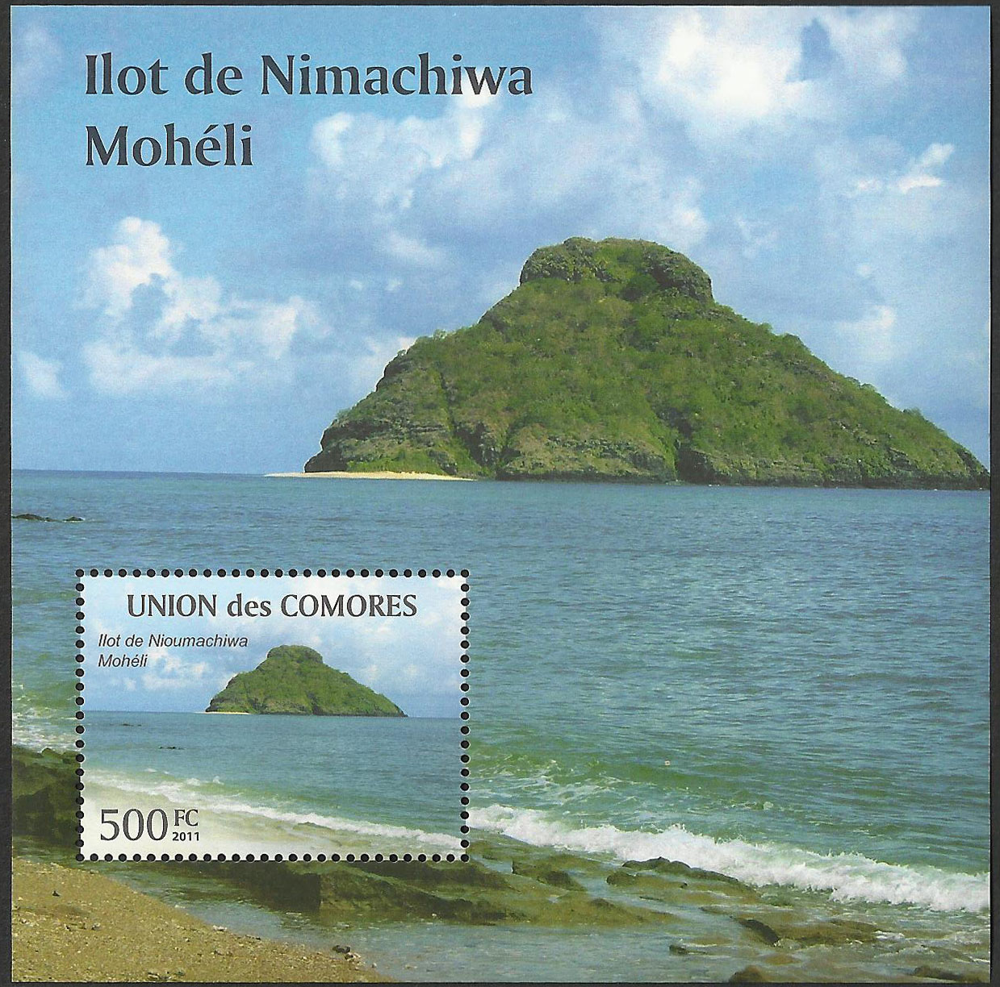 Ilot de Nimachiwa
Mohéli
UNION des COMORES
Ilot de Nioumachiwa
Mohéli
500 FC
2011